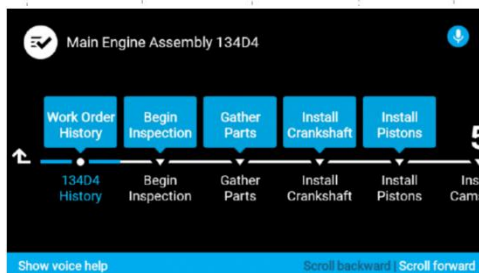 Main Engine Assembly 134D4
Work Order
History
Begin
Inspection
Gather
Parts
Install
Crankshaft
Install
Pistons
134D4
History
Begin
Inspection
Gather
Parts
Install
Crankshaft
Install
Pistons
Show voice help
Scroll backward | Scroll forward